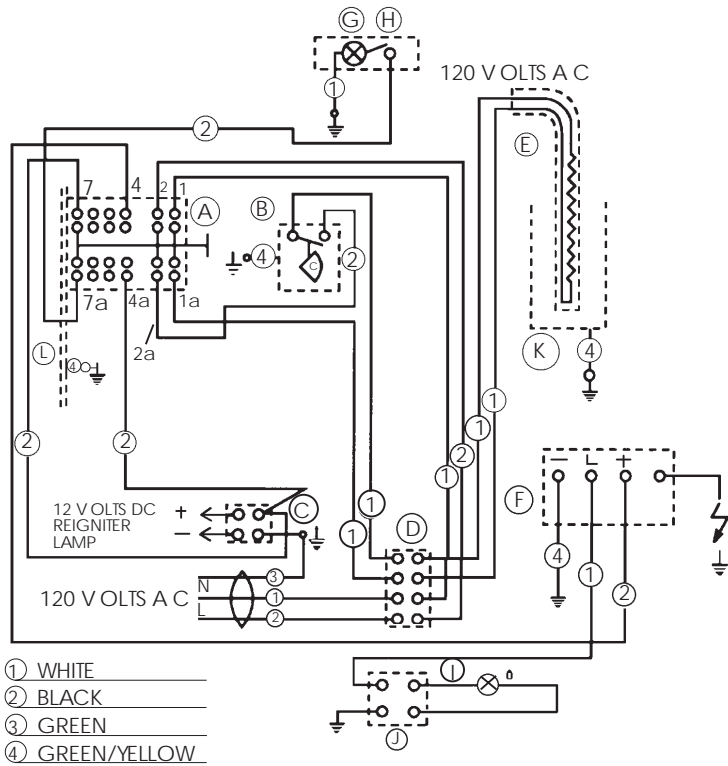 G H
120 VOLTS AC
1
2
E
7 4 2 1
A
B
C
4
2
7a 4a 1a
2a
L
4
K
4
1
1
2
1
2
2
1
1
F
− L +
12 VOLTS DC
REIGNITER
LAMP
+
−
C
D
4
1
2
N
120 VOLTS AC
L
3
1
2
I
J
1 WHITE
2 BLACK
3 GREEN
4 GREEN/YELLOW